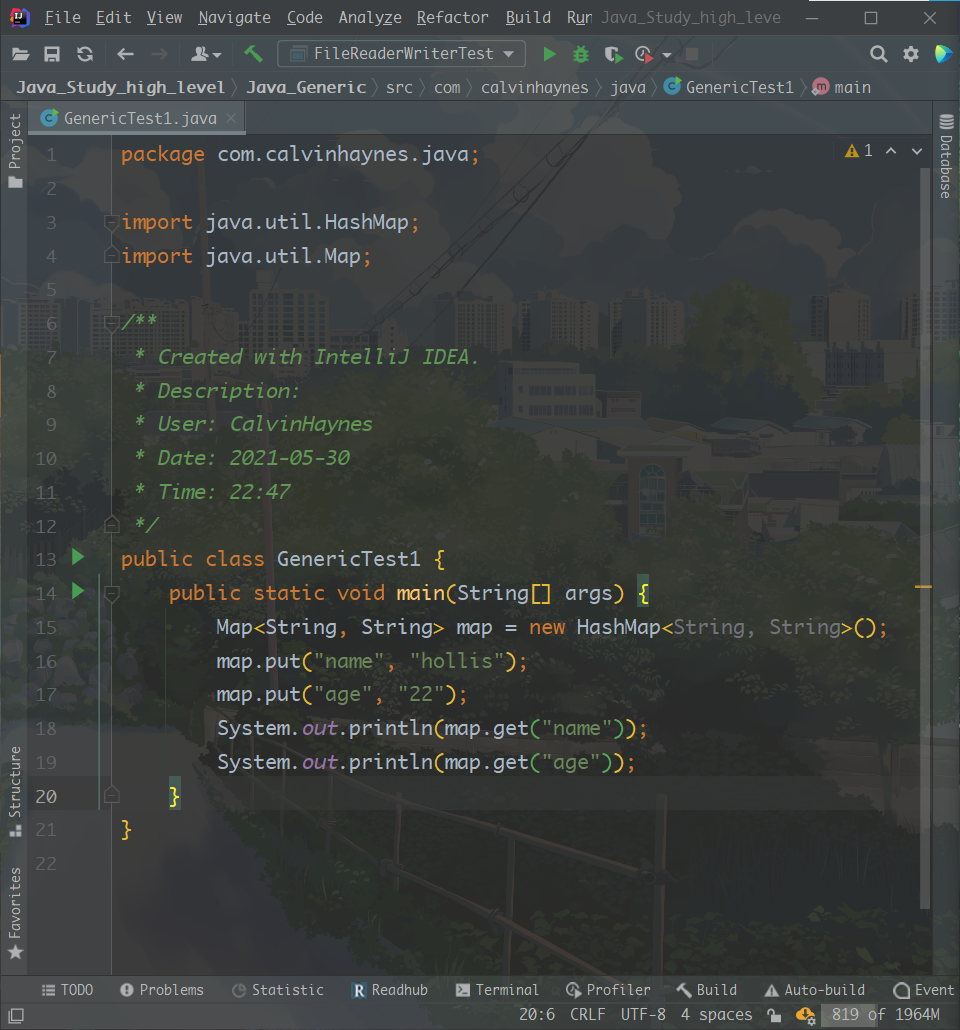 File Edit View Navigate Code Analyze Refactor Build Run Java_Study_high_leve
FileReaderWriterTest
Java_Study_high_level Java_Generic src com calvinhaynes java GenericTest1 main
GenericTest1.java
Project
Database
1
1 package com.calvinhaynes.java;
2
3 import java.util.HashMap;
4 import java.util.Map;
5
6 /**
7 * Created with IntelliJ IDEA.
8 * Description:
9 * User: CalvinHaynes
10 * Date: 2021-05-30
11 * Time: 22:47
12 */
13 public class GenericTest1 {
14 public static void main(String[] args) {
15 Map<String, String> map = new HashMap<String, String>();
16 map.put("name", "hollis");
17 map.put("age", "22");
18 System.out.println(map.get("name"));
19 System.out.println(map.get("age"));
20 }
21 }
22
Structure
Favorites
TODO Problems Statistic Readhub Terminal Profiler Build Auto-build Event
20:6 CRLF UTF-8 4 spaces 819 of 1964M